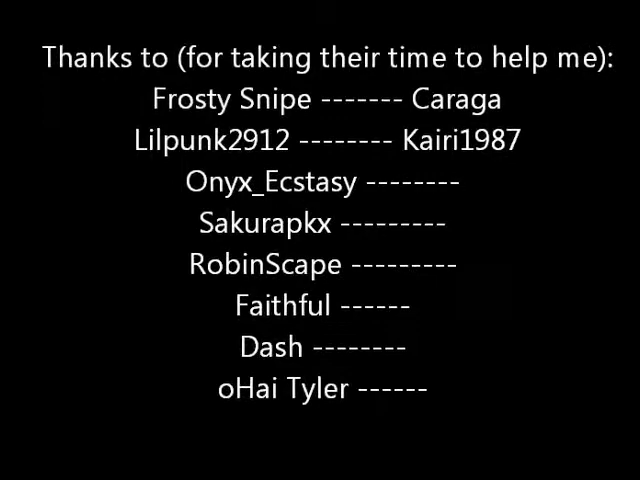 Thanks to (for taking their time to help me):
Frosty Snipe ------- Caraga
Lilpunk2912 -------- Kairi1987
Onyx_Ecstasy --------
Sakurapkx ---------
RobinScape ---------
Faithful ------
Dash --------
oHai Tyler ------